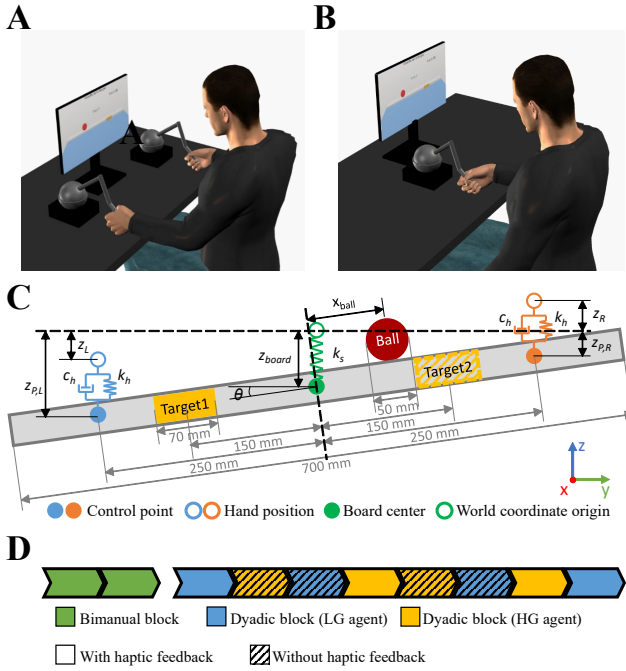 A B
A
C
x_ball
z_R
c_h k_h
Ball
z_L
z_board
k_s
z_P,R
z_P,L
c_h k_h
θ
Target2
Target1
50 mm
70 mm
150 mm 150 mm
250 mm 250 mm
700 mm
z
x y
Control point Hand position Board center World coordinate origin
D
Bimanual block Dyadic block (LG agent) Dyadic block (HG agent)
With haptic feedback Without haptic feedback